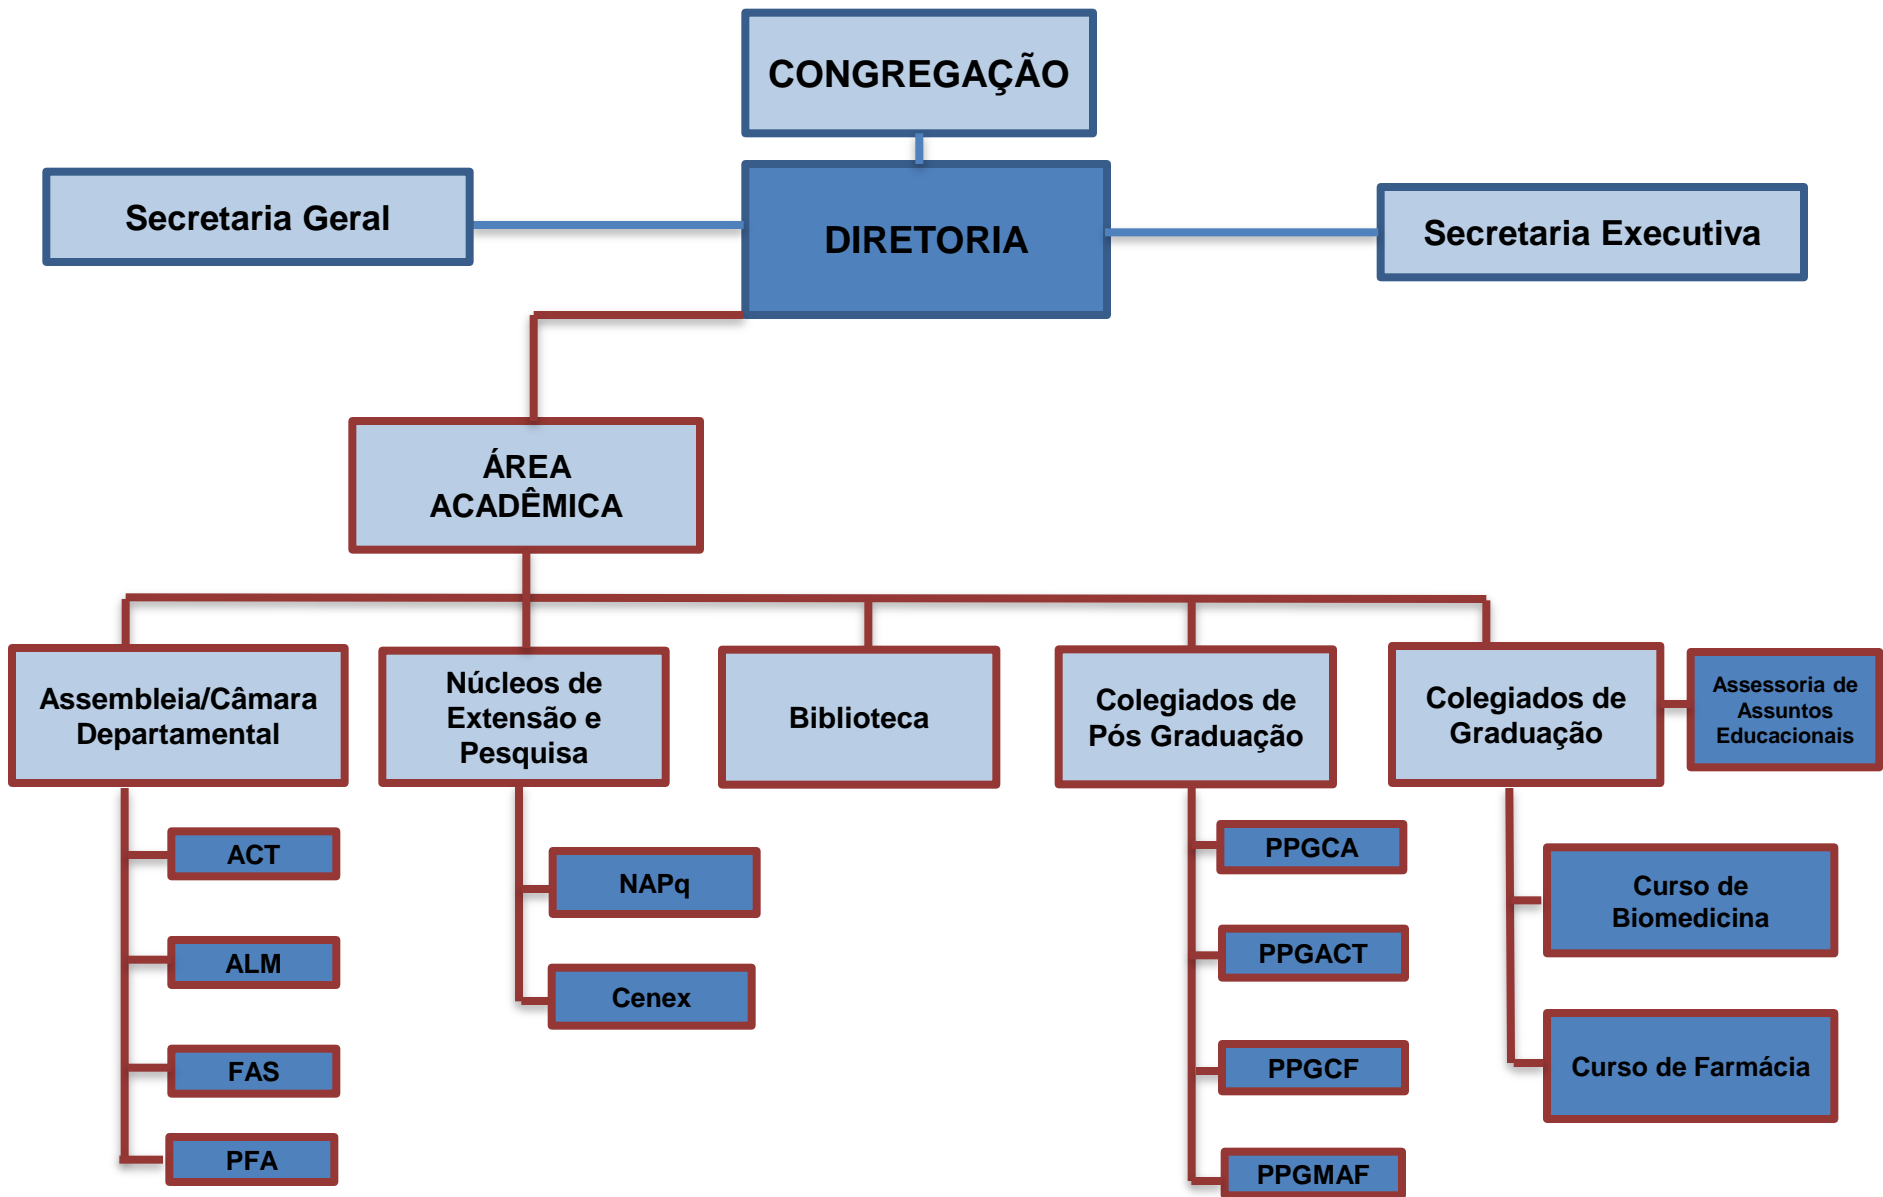 CONGREGAÇÃO
Secretaria Geral
DIRETORIA
Secretaria Executiva
ÁREA
ACADÊMICA
Assembleia/Câmara
Departamental
Núcleos de
Extensão e
Pesquisa
Biblioteca
Colegiados de
Pós Graduação
Colegiados de
Graduação
Assessoria de
Assuntos
Educacionais
ACT
ALM
FAS
PFA
NAPq
Cenex
PPGCA
PPGACT
PPGCF
PPGMAF
Curso de
Biomedicina
Curso de Farmácia